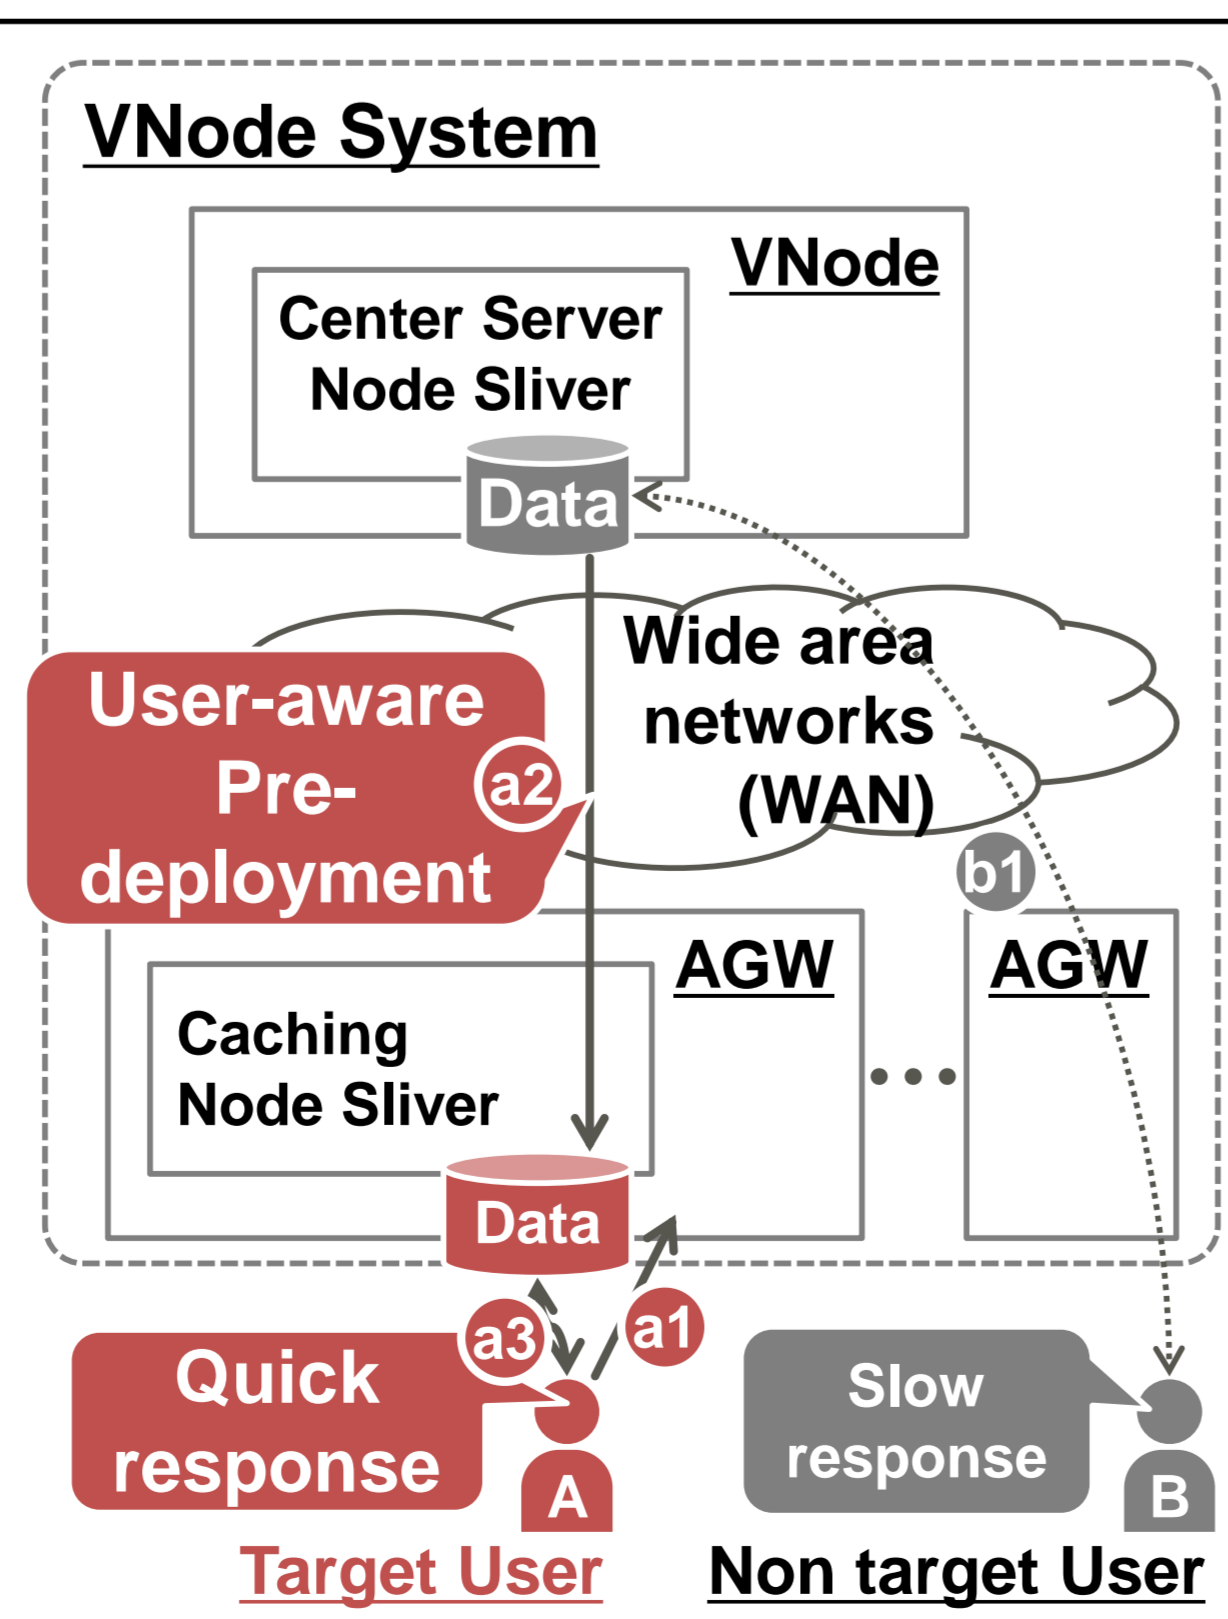 VNode System
VNode
Center Server
Node Sliver
Data
Wide area
networks
(WAN)
User-aware
Pre-
deployment
a2
b1
AGW
AGW
Caching
Node Sliver
Data
a3
a1
Quick
response
Slow
response
A
B
Target User
Non target User